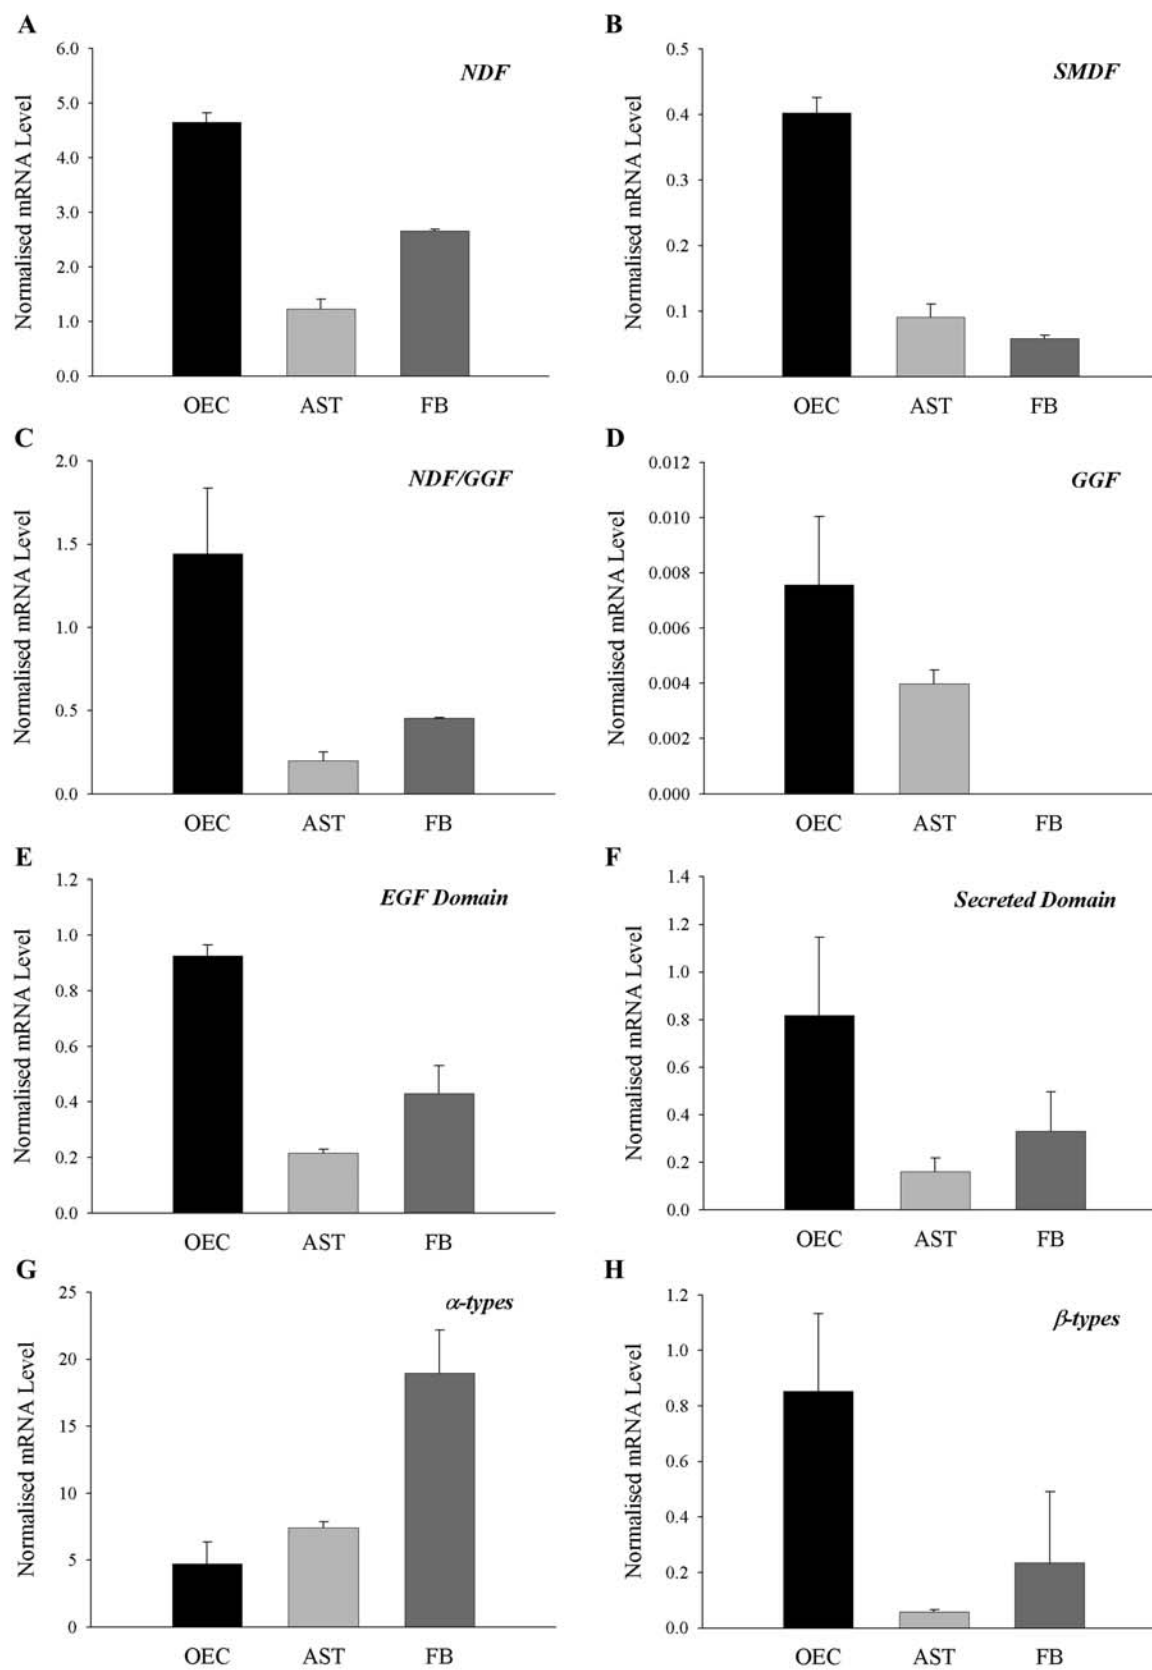 A
NDF
Normalised mRNA Level
6.0
5.0
4.0
3.0
2.0
1.0
0.0
OEC AST FB
B
SMDF
Normalised mRNA Level
0.5
0.4
0.3
0.2
0.1
0.0
OEC AST FB
C
NDF/GGF
Normalised mRNA Level
2.0
1.5
1.0
0.5
0.0
OEC AST FB
D
GGF
Normalised mRNA Level
0.012
0.010
0.008
0.006
0.004
0.002
0.000
OEC AST FB
E
EGF Domain
Normalised mRNA Level
1.2
1.0
0.8
0.6
0.4
0.2
0.0
OEC AST FB
F
Secreted Domain
Normalised mRNA Level
1.4
1.2
1.0
0.8
0.6
0.4
0.2
0.0
OEC AST FB
G
α-types
Normalised mRNA Level
25
20
15
10
5
0
OEC AST FB
H
β-types
Normalised mRNA Level
1.2
1.0
0.8
0.6
0.4
0.2
0.0
OEC AST FB